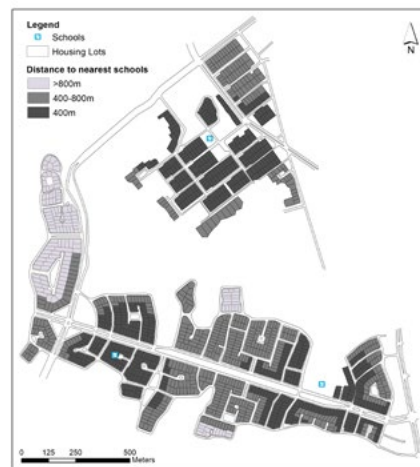 Legend
S Schools
Housing Lots
Distance to nearest schools
>800m
400-800m
400m
N
S
S
S
0 125 250 500
Meters